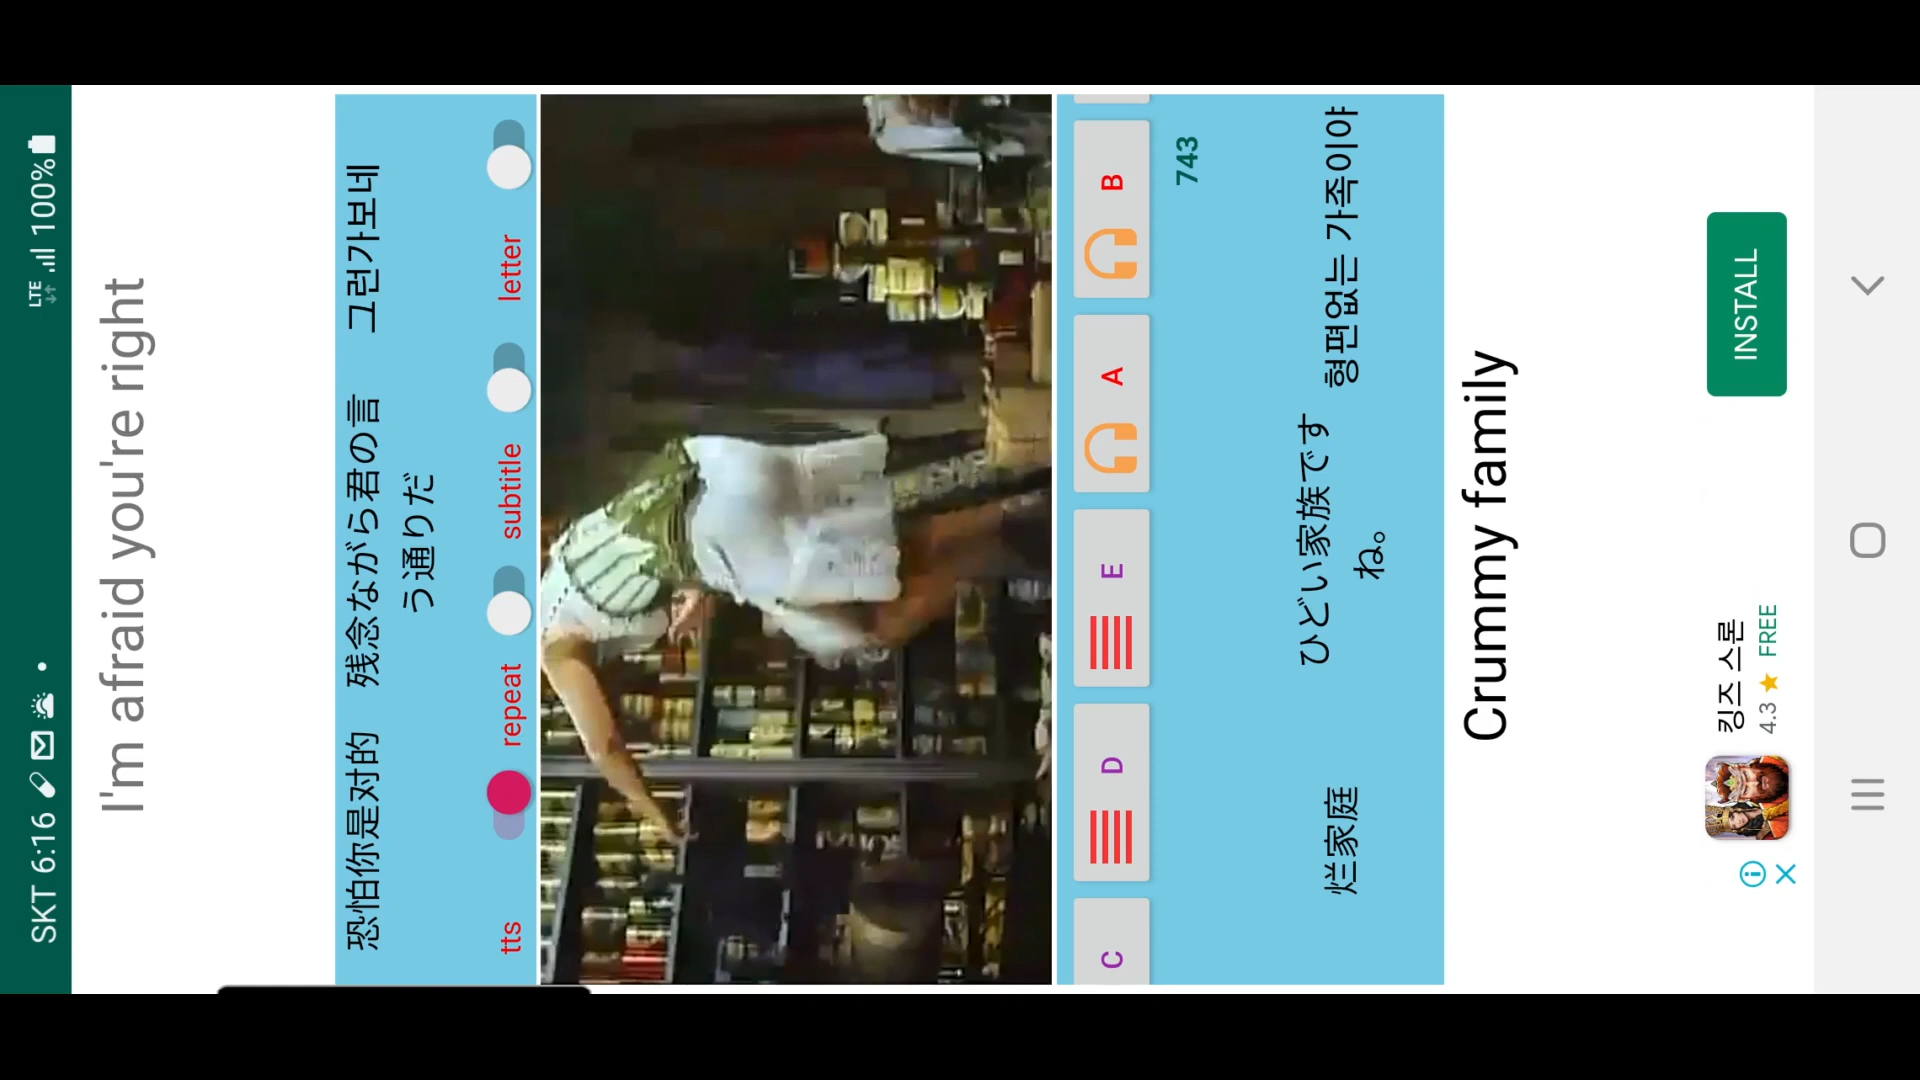 SKT 6:16
LTE
100%
I'm afraid you're right
恐怕你是对的
残念ながら君の言
う通りだ
그런가보네
tts
repeat
subtitle
letter
C
D
E
A
B
743
烂家庭
ひどい家族です
ね。
형편없는 가족이야
Crummy family
킹즈 스론
4.3 ★ FREE
INSTALL